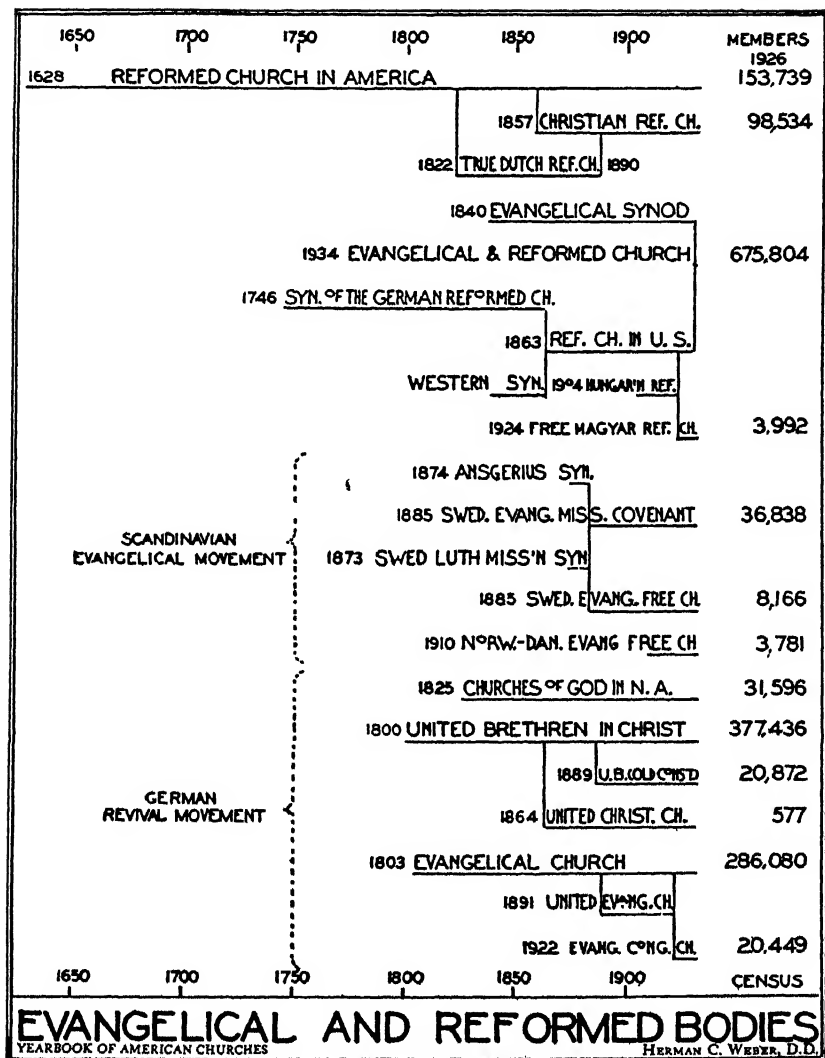 1650 1700 1750 1800 1850 1900 MEMBERS
1926
1628 REFORMED CHURCH IN AMERICA 153,739
1857 CHRISTIAN REF. CH. 98,534
1822 TRUE DUTCH REF. CH. 1890
1840 EVANGELICAL SYNOD
1934 EVANGELICAL & REFORMED CHURCH 675,804
1746 SYN. OF THE GERMAN REFORMED CH.
1863 REF. CH. IN U. S.
WESTERN SYN. 1904 HUNGAR'N REF.
1924 FREE MAGYAR REF. CH. 3,992
1874 ANSGERIUS SYN.
1885 SWED. EVANG. MISS. COVENANT 36,838
SCANDINAVIAN
EVANGELICAL MOVEMENT
1873 SWED LUTH MISS'N SYN
1885 SWED. EVANG. FREE CH. 8,166
1910 NORW.-DAN. EVANG FREE CH 3,781
1825 CHURCHES OF GOD IN N. A. 31,596
1800 UNITED BRETHREN IN CHRIST 377,436
1889 U.B. (OLD CONST) 20,872
GERMAN
REVIVAL MOVEMENT
1864 UNITED CHRIST. CH. 577
1803 EVANGELICAL CHURCH 286,080
1891 UNITED EVANG. CH.
1922 EVANG. CONG. CH. 20,449
1650 1700 1750 1800 1850 1900 CENSUS
EVANGELICAL AND REFORMED BODIES
YEARBOOK OF AMERICAN CHURCHES HERMAN C. WEBER, D.D.